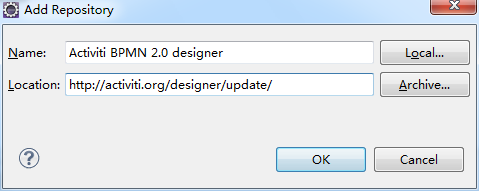 Add Repository
Name: Activiti BPMN 2.0 designer Local...
Location: http://activiti.org/designer/update/ Archive...
? OK Cancel